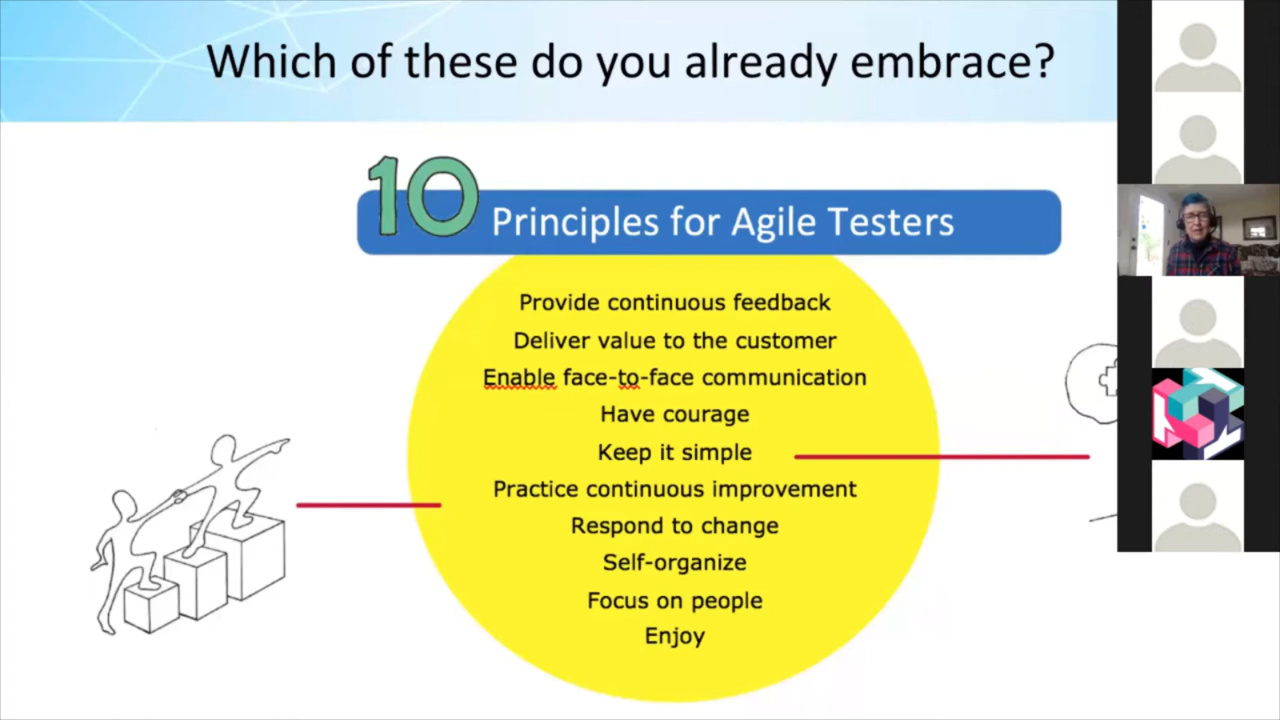 Which of these do you already embrace?
10 Principles for Agile Testers
Provide continuous feedback
Deliver value to the customer
Enable face-to-face communication
Have courage
Keep it simple
Practice continuous improvement
Respond to change
Self-organize
Focus on people
Enjoy